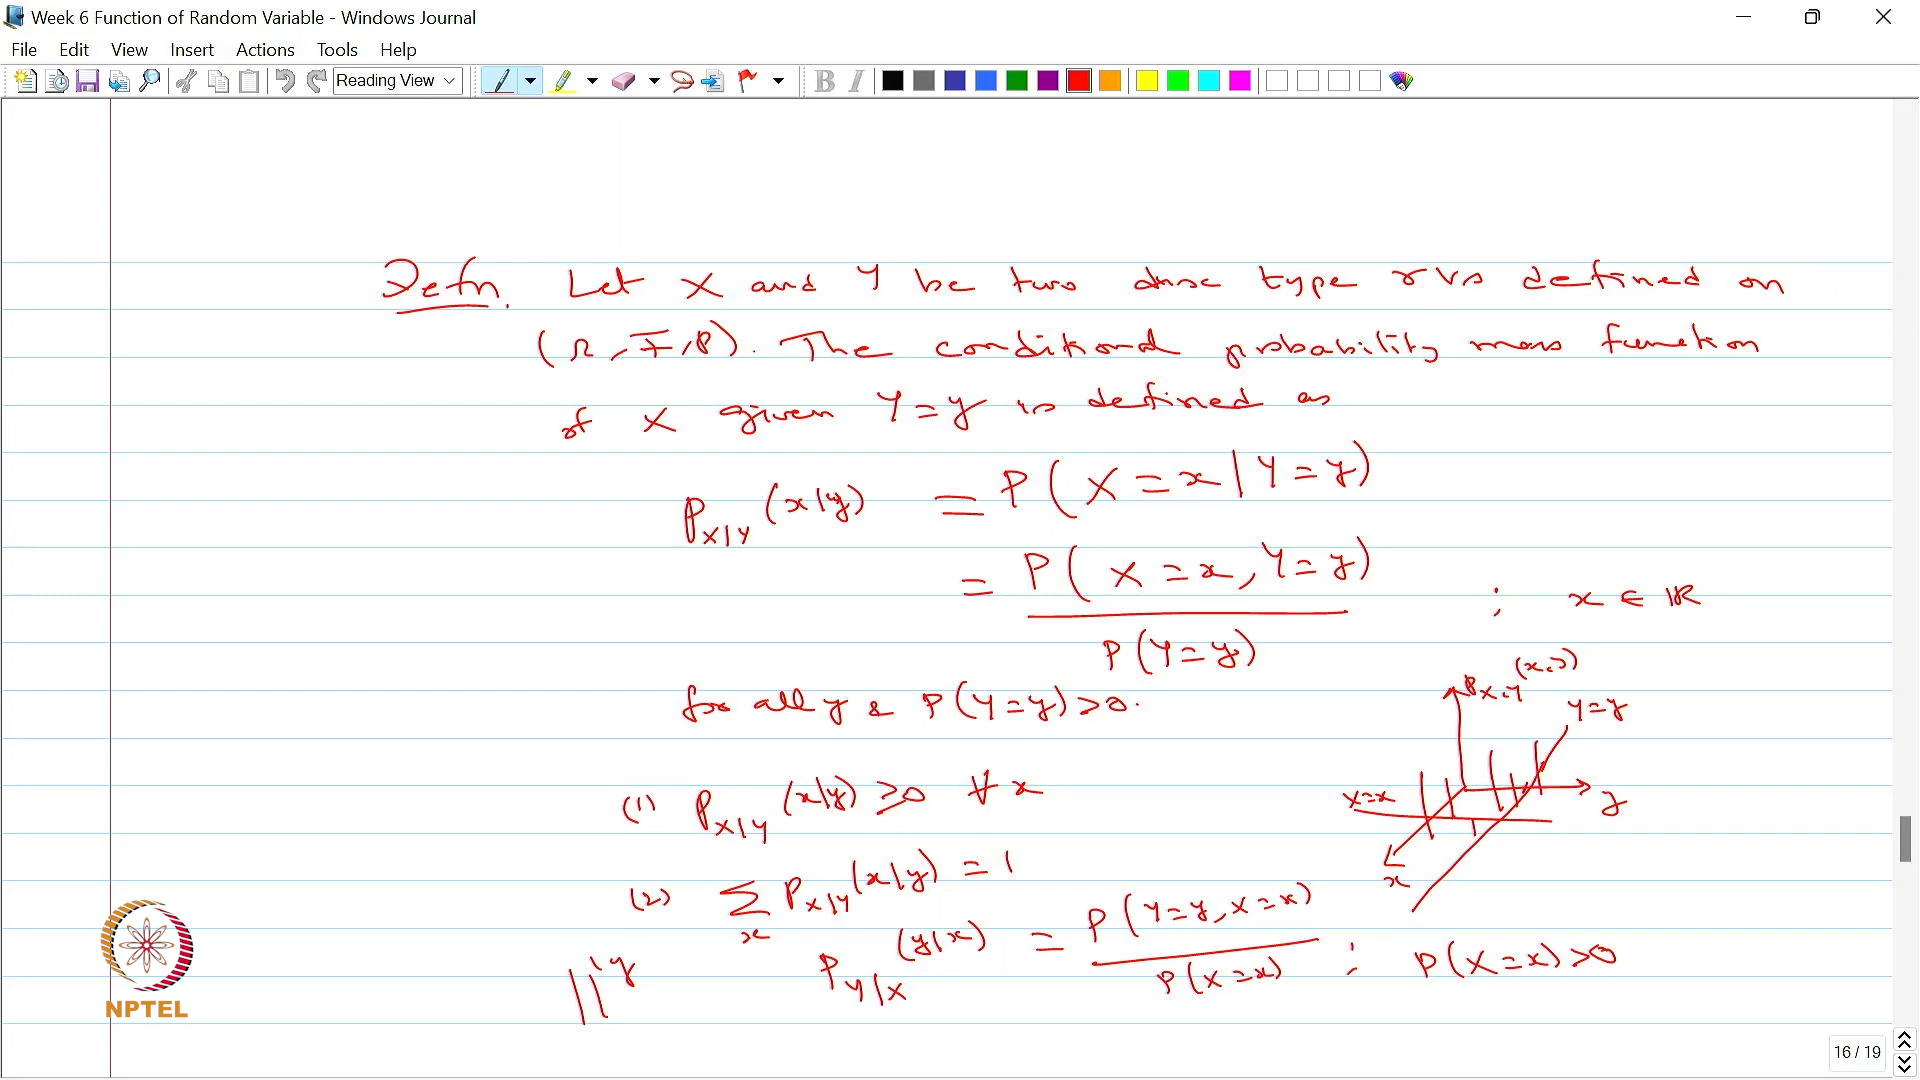 Week 6 Function of Random Variable - Windows Journal
File Edit View Insert Actions Tools Help
Reading View
Defn. Let X and Y be two disc type rvs defined on
(Ω, F, P). The conditional probability mass function
of X given Y=y is defined as
P_{X|Y}(x|y) = P(X=x|Y=y)
= P(X=x, Y=y) / P(Y=y) ; x ∈ ℝ
for all y & P(Y=y)>0.
(1) P_{X|Y}(x|y) ≥0 ∀ x
(2) ∑_x P_{X|Y}(x|y) = 1
||ly P_{Y|X}(y|x) = P(Y=y, X=x) / P(X=x) ; P(X=x)>0
P_{X,Y}(x,y)
Y=y
X=x
y
x
NPTEL
16 / 19